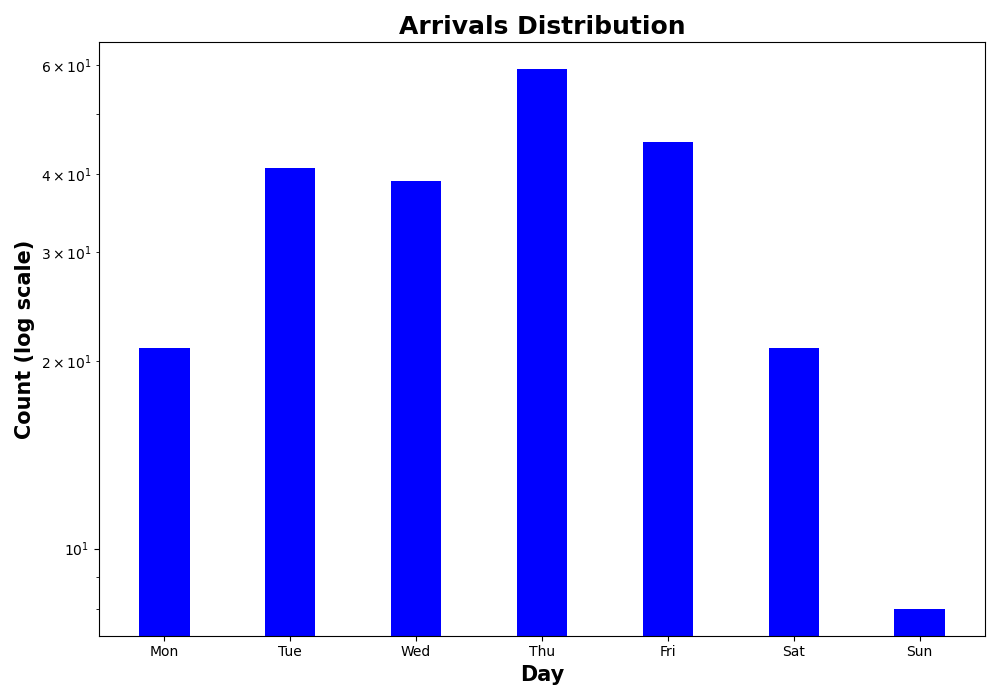 Arrivals Distribution
Count (log scale)
6 × 10¹
4 × 10¹
3 × 10¹
2 × 10¹
10¹
Mon Tue Wed Thu Fri Sat Sun
Day